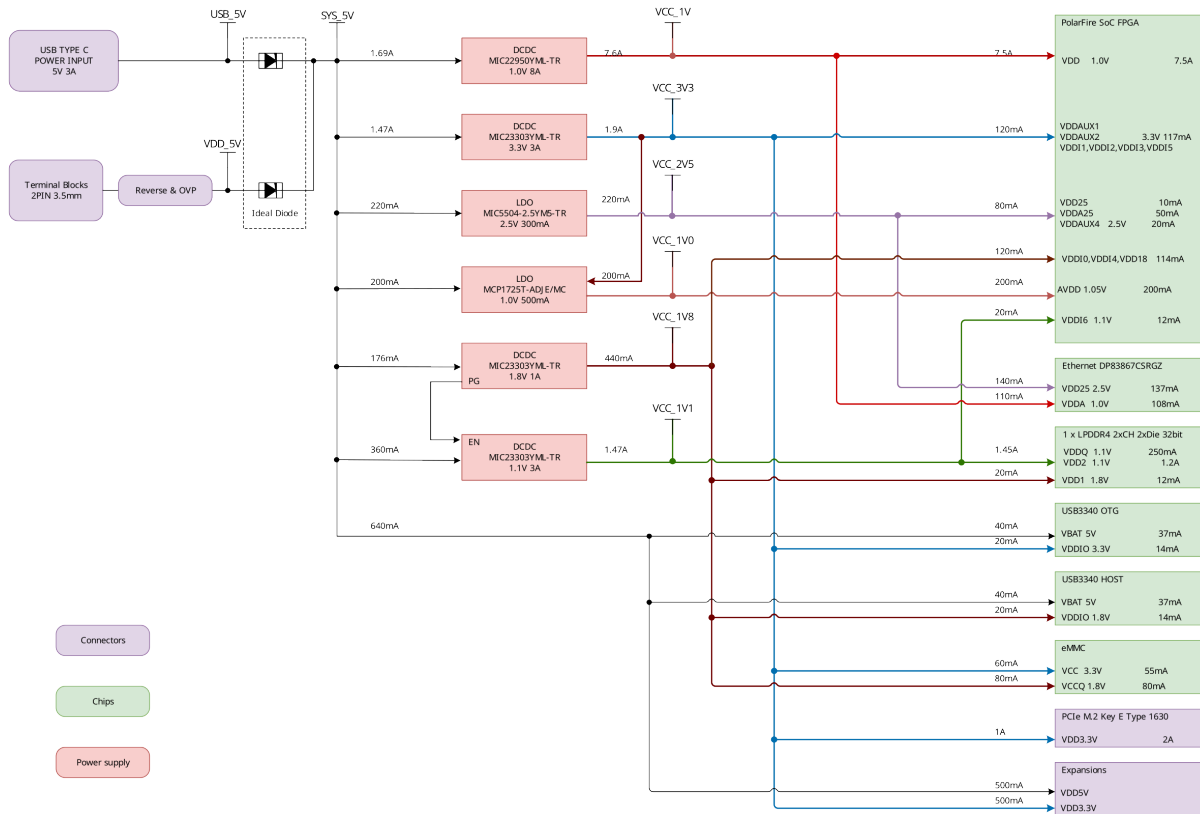 USB_5V
SYS_5V
VCC_1V
USB TYPE C
POWER INPUT
5V 3A
1.69A
DCDC
MIC22950YML-TR
1.0V 8A
7.6A
7.5A
PolarFire SoC FPGA
VDD 1.0V 7.5A
VCC_3V3
1.47A
DCDC
MIC23303YML-TR
3.3V 3A
1.9A
120mA
VDDAUX1
VDDAUX2 3.3V 117mA
VDDI1,VDDI2,VDDI3,VDDI5
VDD_5V
VCC_2V5
Terminal Blocks
2PIN 3.5mm
Reverse & OVP
Ideal Diode
220mA
LDO
MIC5504-2.5YM5-TR
2.5V 300mA
220mA
80mA
VDD25 10mA
VDDA25 50mA
VDDAUX4 2.5V 20mA
VCC_1V0
120mA
VDDI0,VDDI4,VDD18 114mA
200mA
LDO
MCP1725T-ADJE/MC
1.0V 500mA
200mA
200mA
AVDD 1.05V 200mA
VCC_1V8
20mA
VDDI6 1.1V 12mA
176mA
DCDC
MIC23303YML-TR
1.8V 1A
PG
440mA
Ethernet DP83867CSRGZ
140mA
VDD25 2.5V 137mA
110mA
VDDA 1.0V 108mA
VCC_1V1
360mA
EN
DCDC
MIC23303YML-TR
1.1V 3A
1.47A
1.45A
1 x LPDDR4 2xCH 2xDie 32bit
VDDQ 1.1V 250mA
VDD2 1.1V 1.2A
20mA
VDD1 1.8V 12mA
640mA
USB3340 OTG
40mA
VBAT 5V 37mA
20mA
VDDIO 3.3V 14mA
USB3340 HOST
40mA
VBAT 5V 37mA
20mA
VDDIO 1.8V 14mA
eMMC
60mA
VCC 3.3V 55mA
80mA
VCCQ 1.8V 80mA
PCIe M.2 Key E Type 1630
1A
VDD3.3V 2A
Expansions
500mA
VDD5V
500mA
VDD3.3V
Connectors
Chips
Power supply